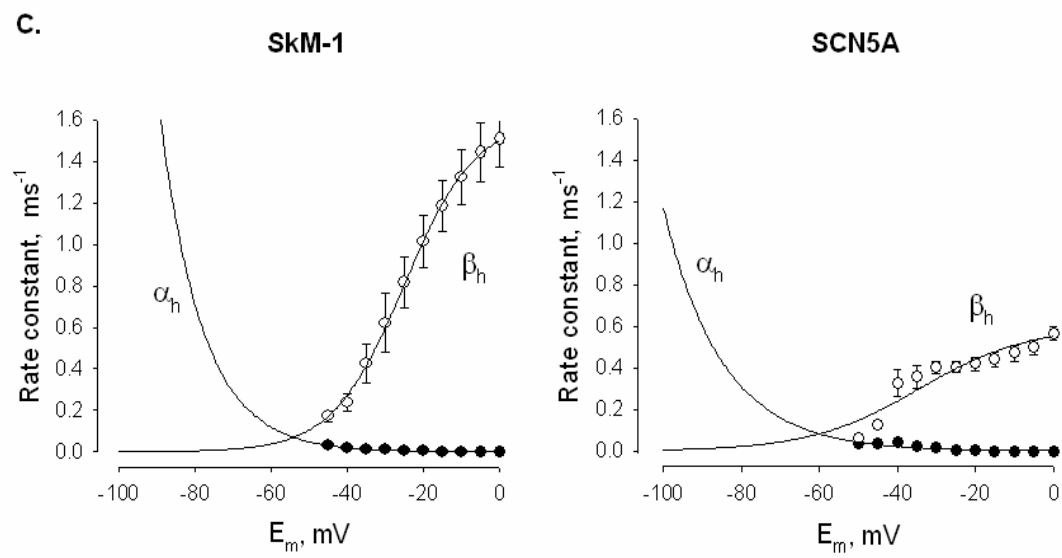 C.
SkM-1
SCN5A
Rate constant, ms⁻¹
1.6
1.4
1.2
1.0
0.8
0.6
0.4
0.2
0.0
αₕ
βₕ
-100 -80 -60 -40 -20 0
Eₘ, mV
Rate constant, ms⁻¹
1.6
1.4
1.2
1.0
0.8
0.6
0.4
0.2
0.0
αₕ
βₕ
-100 -80 -60 -40 -20 0
Eₘ, mV